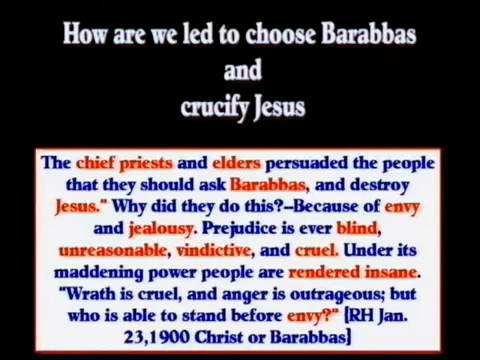 How are we led to choose Barabbas
and
crucify Jesus
The chief priests and elders persuaded the people
that they should ask Barabbas, and destroy
Jesus." Why did they do this?--Because of envy
and jealousy. Prejudice is ever blind,
unreasonable, vindictive, and cruel. Under its
maddening power people are rendered insane.
"Wrath is cruel, and anger is outrageous; but
who is able to stand before envy?" [RH Jan.
23,1900 Christ or Barabbas]